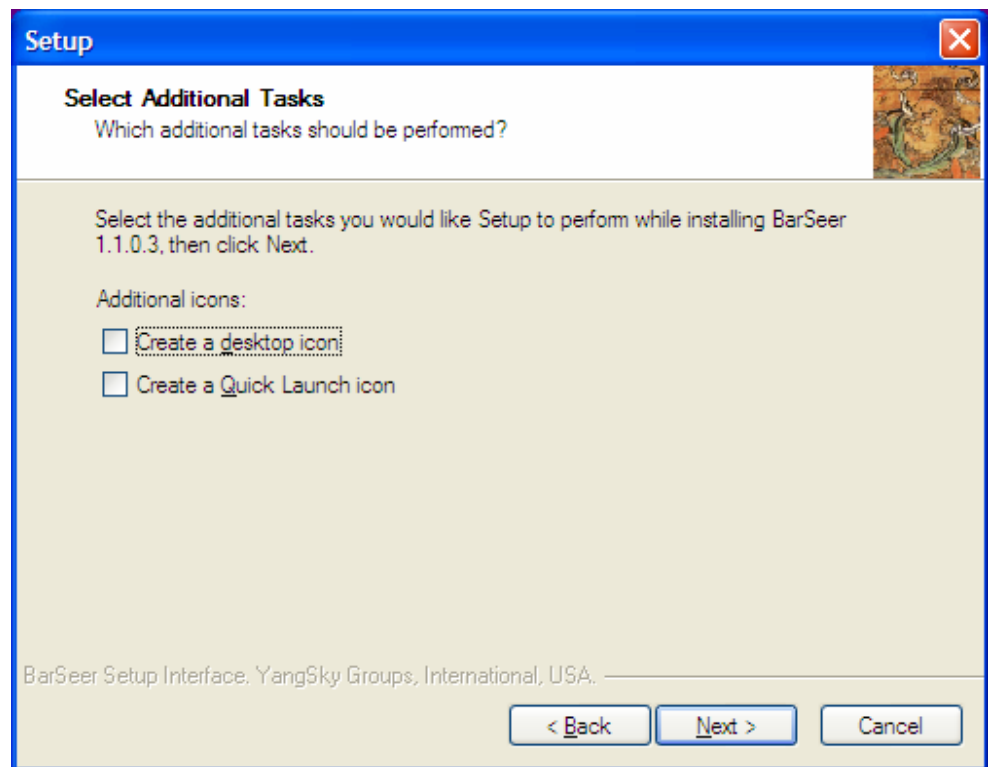 Setup
Select Additional Tasks
Which additional tasks should be performed?
Select the additional tasks you would like Setup to perform while installing BarSeer
1.1.0.3, then click Next.
Additional icons:
Create a desktop icon
Create a Quick Launch icon
BarSeer Setup Interface. YangSky Groups, International, USA.
< Back Next > Cancel